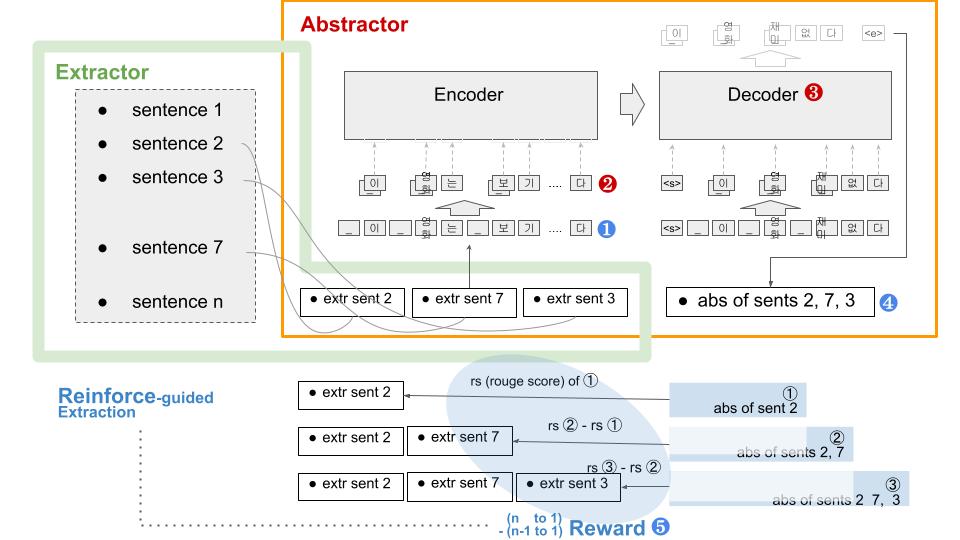 Abstractor
Extractor
sentence 1
sentence 2
sentence 3
sentence 7
sentence n
Encoder
Decoder ❸
이 영화 재미 없 다 <e>
_ 이 _ 영화 는 _ 보 기 .... 다 ❷
_ 이 _ 영화 _ 는 _ 보 기 .... 다 ❶
<s> _ 이 _ 영화 _ 재미 없 다
<s> _ 이 _ 영화 _ 재미 없 다
extr sent 2
extr sent 7
extr sent 3
abs of sents 2, 7, 3 ❹
Reinforce-guided
Extraction
extr sent 2
rs (rouge score) of ①
①
abs of sent 2
extr sent 2
extr sent 7
rs ② - rs ①
②
abs of sents 2, 7
extr sent 2
extr sent 7
extr sent 3
rs ③ - rs ②
③
abs of sents 2 7, 3
(n to 1)
- (n-1 to 1)
Reward ❺